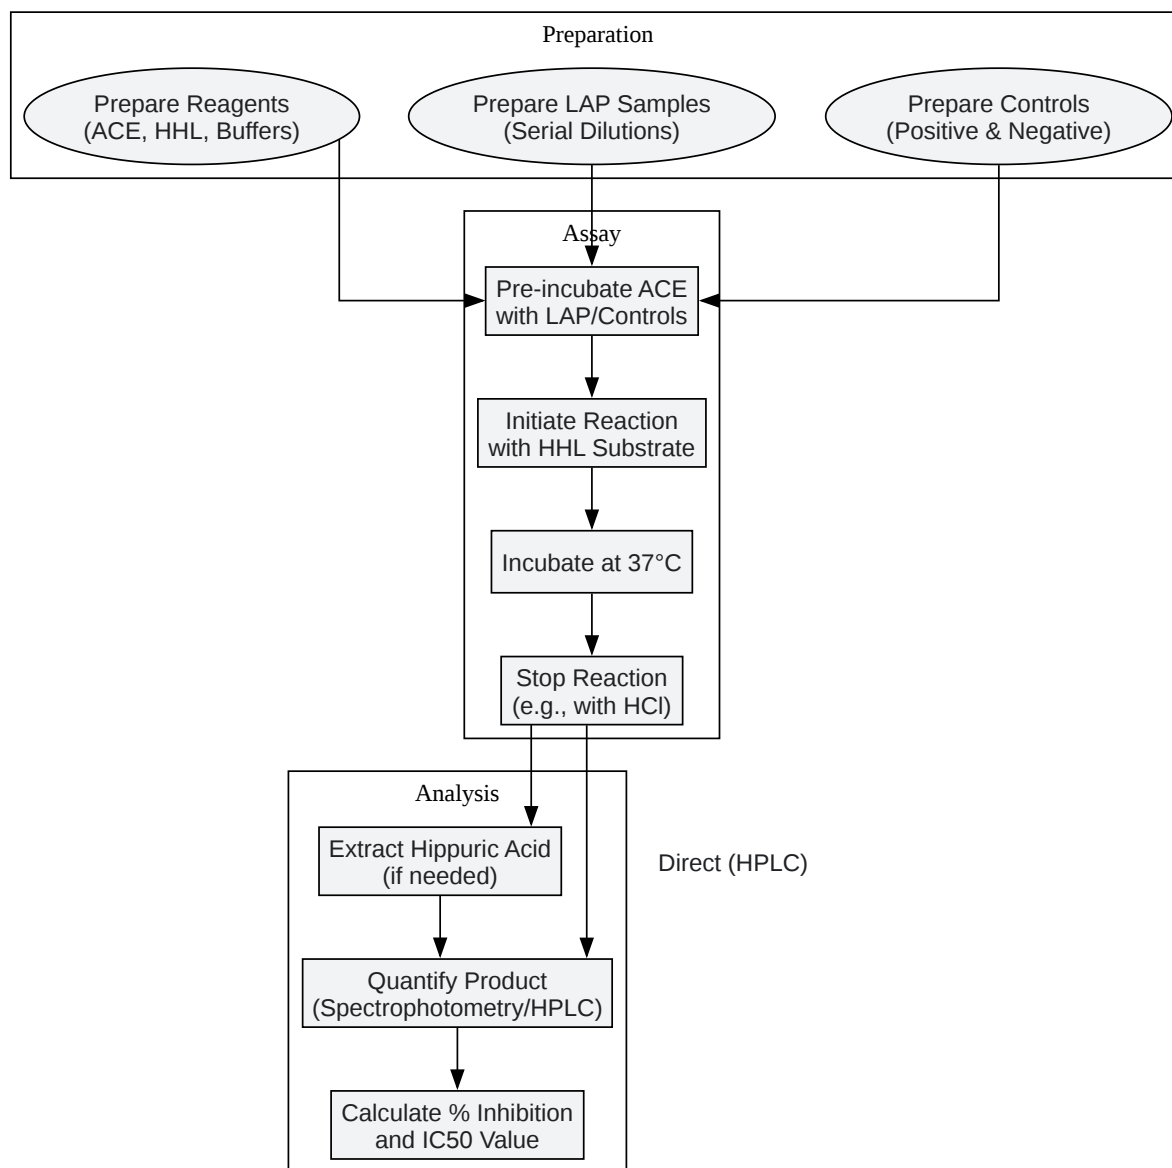 Preparation
Prepare Reagents
(ACE, HHL, Buffers)
Prepare LAP Samples
(Serial Dilutions)
Prepare Controls
(Positive & Negative)
Assay
Pre-incubate ACE
with LAP/Controls
Initiate Reaction
with HHL Substrate
Incubate at 37°C
Stop Reaction
(e.g., with HCl)
Analysis
Extract Hippuric Acid
(if needed)
Direct (HPLC)
Quantify Product
(Spectrophotometry/HPLC)
Calculate % Inhibition
and IC50 Value